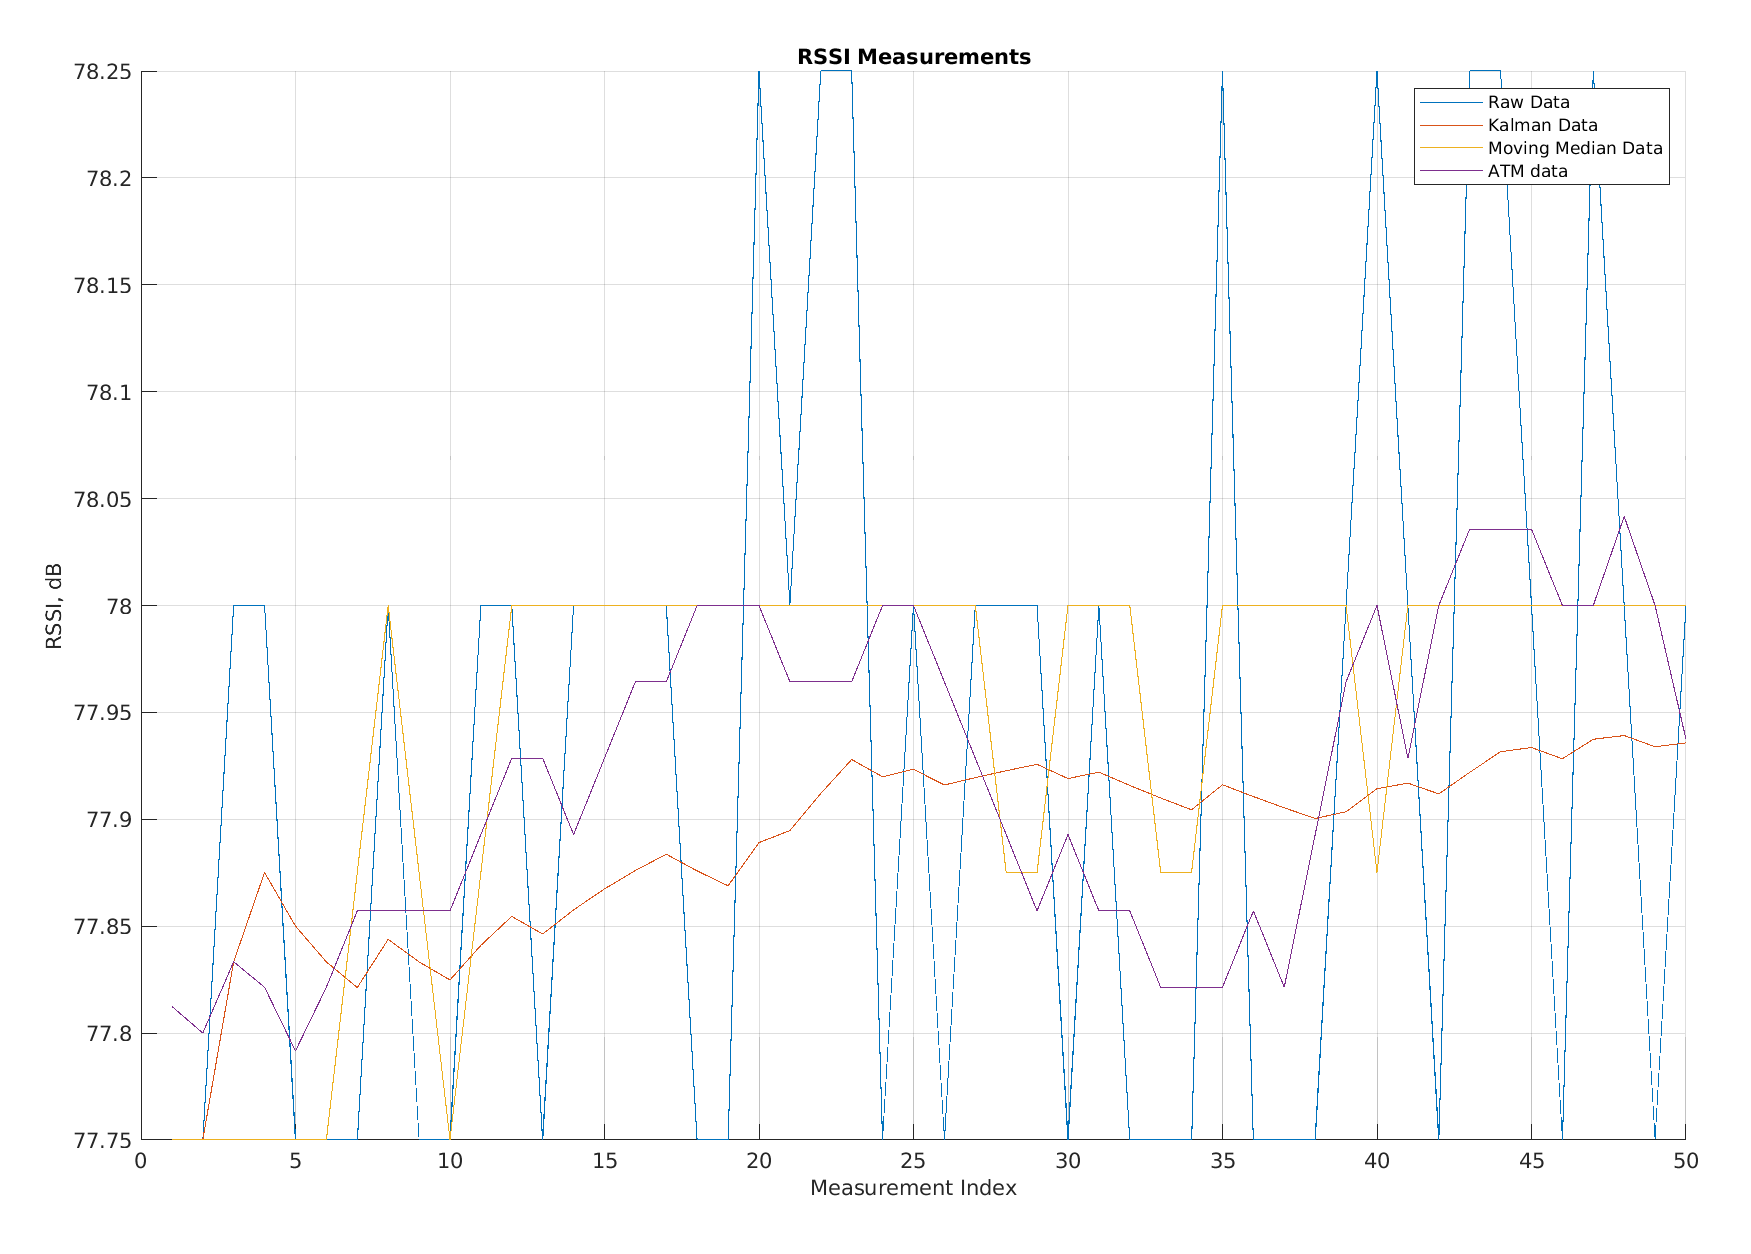 RSSI Measurements
78.25
78.2
78.15
78.1
78.05
78
77.95
77.9
77.85
77.8
77.75
RSSI, dB
Raw Data
Kalman Data
Moving Median Data
ATM data
0 5 10 15 20 25 30 35 40 45 50
Measurement Index